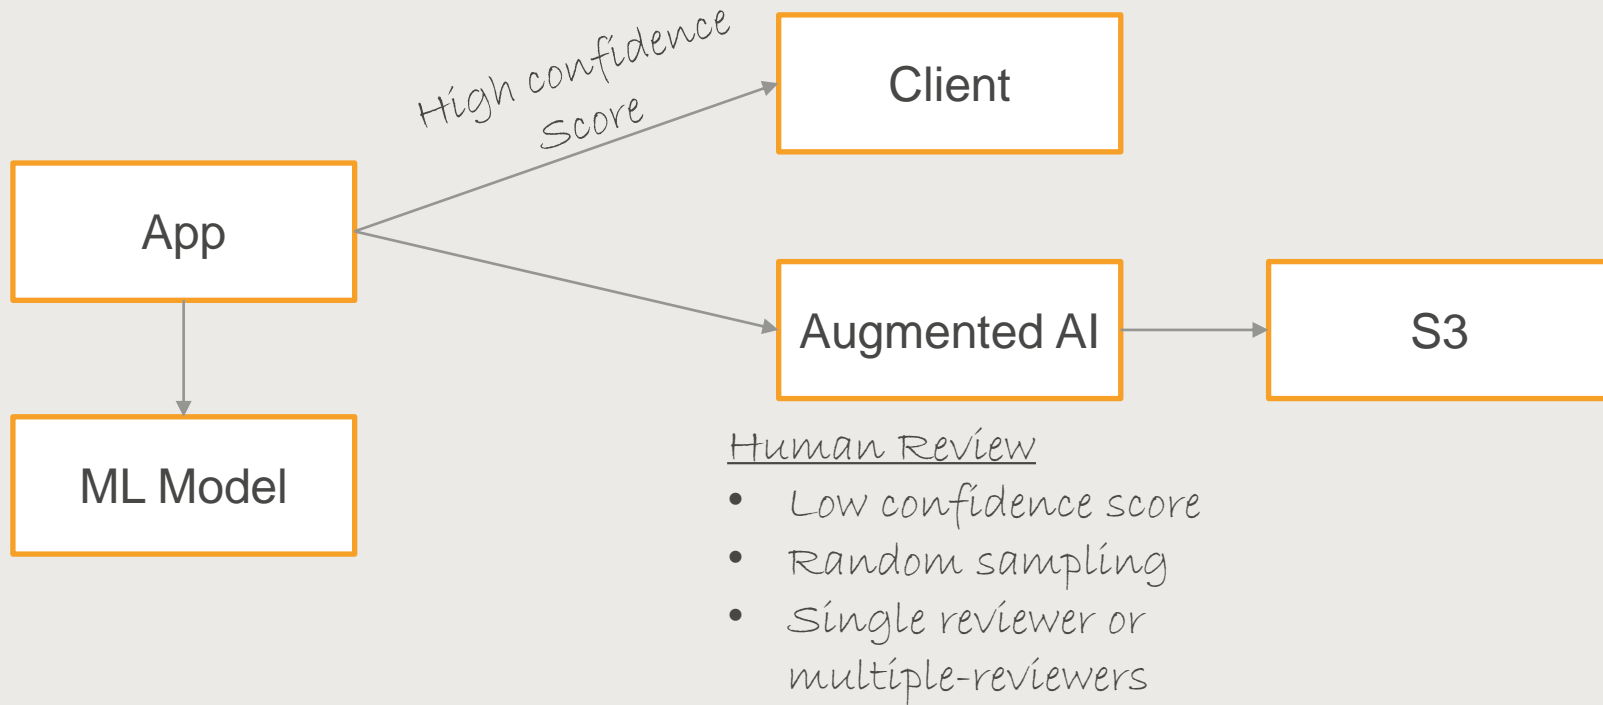 High confidence
Score
Client
App
Augmented AI
S3
ML Model
Human Review
• Low confidence score
• Random sampling
• Single reviewer or
multiple-reviewers